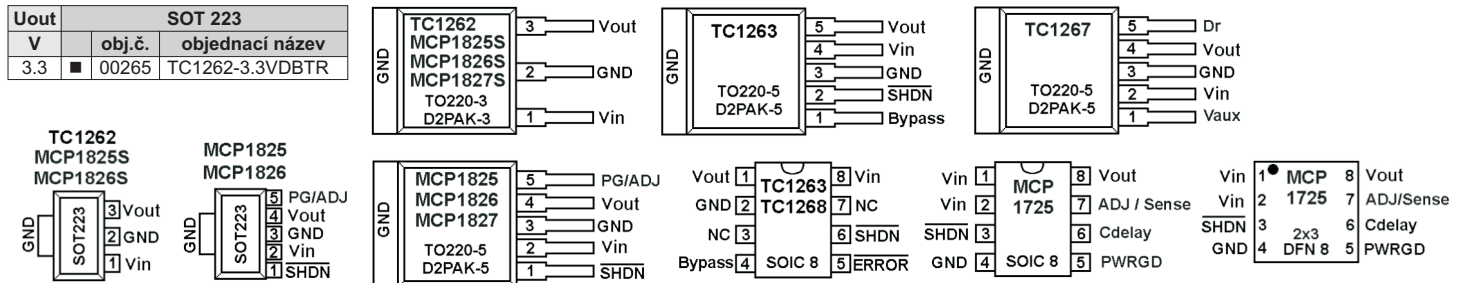 Uout SOT 223
V obj.č. objednací název
3.3 ■ 00265 TC1262-3.3VDBTR
GND
TC1262
MCP1825S
MCP1826S
MCP1827S
TO220-3
D2PAK-3
3 Vout
2 GND
1 Vin
GND
TC1263
TO220-5
D2PAK-5
5 Vout
4 Vin
3 GND
2 SHDN
1 Bypass
GND
TC1267
TO220-5
D2PAK-5
5 Dr
4 Vout
3 GND
2 Vin
1 Vaux
TC1262
MCP1825S
MCP1826S
GND
SOT223
3 Vout
2 GND
1 Vin
MCP1825
MCP1826
GND
SOT223
5 PG/ADJ
4 Vout
3 GND
2 Vin
1 SHDN
GND
MCP1825
MCP1826
MCP1827
TO220-5
D2PAK-5
5 PG/ADJ
4 Vout
3 GND
2 Vin
1 SHDN
TC1263
TC1268
SOIC 8
Vout 1
GND 2
NC 3
Bypass 4
8 Vin
7 NC
6 SHDN
5 ERROR
MCP
1725
SOIC 8
Vin 1
Vin 2
SHDN 3
GND 4
8 Vout
7 ADJ / Sense
6 Cdelay
5 PWRGD
MCP
1725
2x3
DFN 8
Vin 1
Vin 2
SHDN 3
GND 4
8 Vout
7 ADJ/Sense
6 Cdelay
5 PWRGD